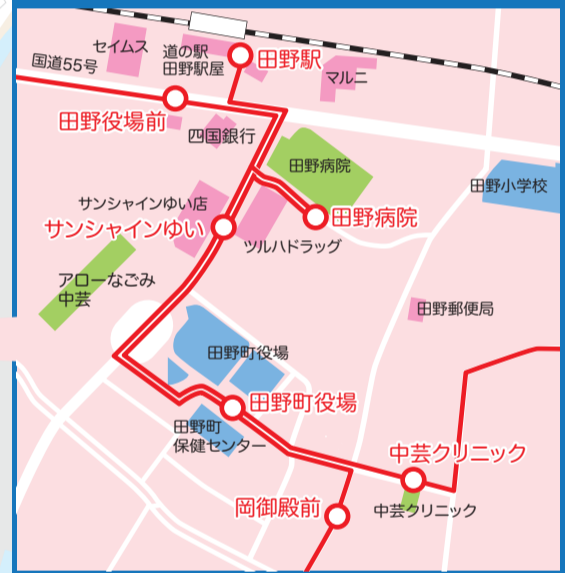 セイムス
道の駅
田野駅屋
田野駅
マルニ
国道55号
田野役場前
四国銀行
田野病院
田野小学校
サンシャインゆい店
サンシャインゆい
田野病院
ツルハドラッグ
アローなごみ
中芸
田野郵便局
田野町役場
田野町役場
田野町
保健センター
中芸クリニック
岡御殿前
中芸クリニック